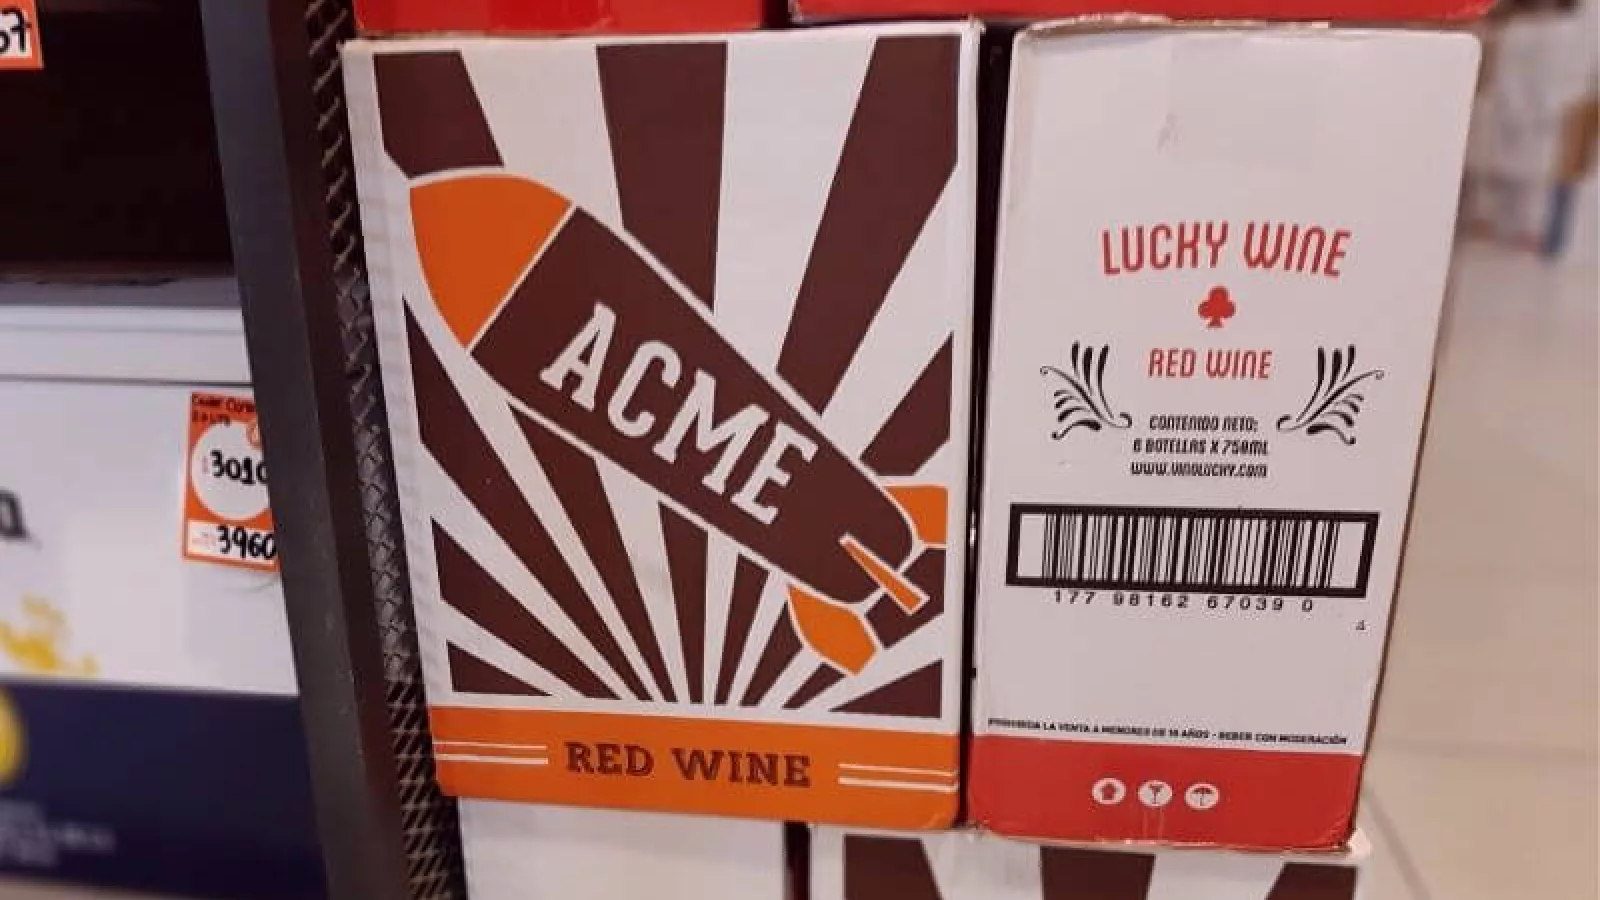 3010
3960
ACME
RED WINE
LUCKY WINE
RED WINE
CONTENIDO NETO:
6 BOTELLAS X 750ML
WWW.VINOLUCKY.COM
177 98162 67039 0
4
PROHIBIDA LA VENTA A MENORES DE 18 AÑOS - BEBER CON MODERACIÓN